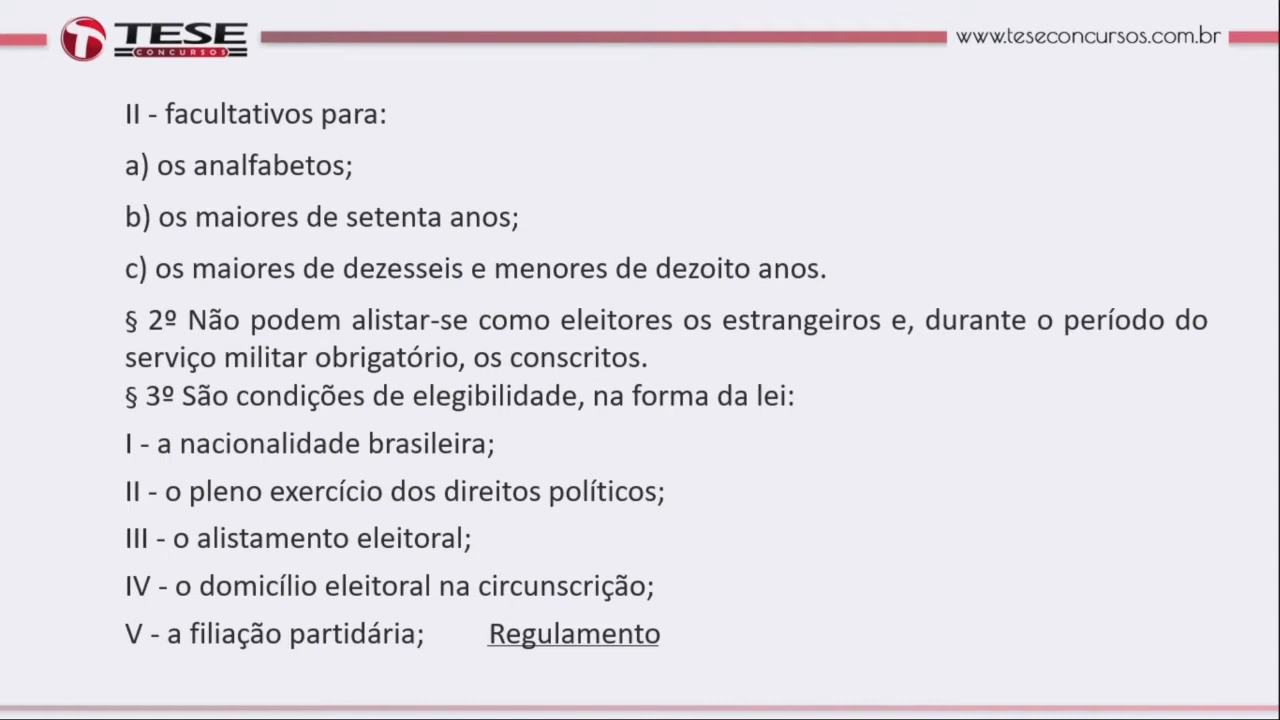 TESE
CONCURSOS
www.teseconcursos.com.br
II - facultativos para:
a) os analfabetos;
b) os maiores de setenta anos;
c) os maiores de dezesseis e menores de dezoito anos.
§ 2º Não podem alistar-se como eleitores os estrangeiros e, durante o período do
serviço militar obrigatório, os conscritos.
§ 3º São condições de elegibilidade, na forma da lei:
I - a nacionalidade brasileira;
II - o pleno exercício dos direitos políticos;
III - o alistamento eleitoral;
IV - o domicílio eleitoral na circunscrição;
V - a filiação partidária; Regulamento